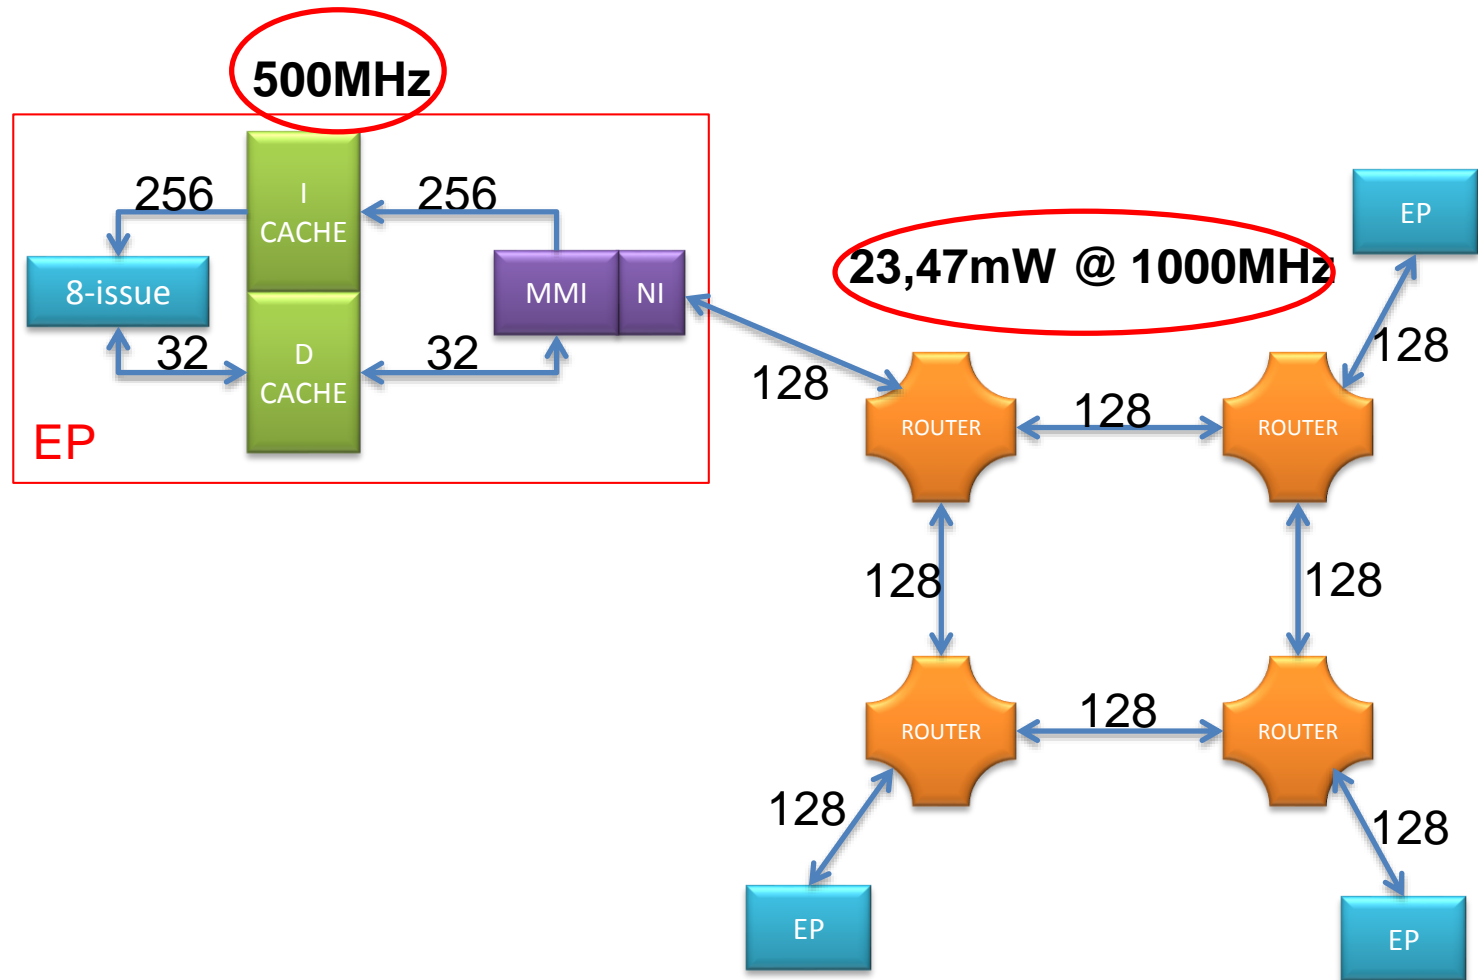 500MHz
256
I
CACHE
256
8-issue
MMI
NI
32
D
CACHE
32
EP
EP
23,47mW @ 1000MHz
128
128
ROUTER
128
ROUTER
128
128
ROUTER
128
ROUTER
128
128
EP
EP